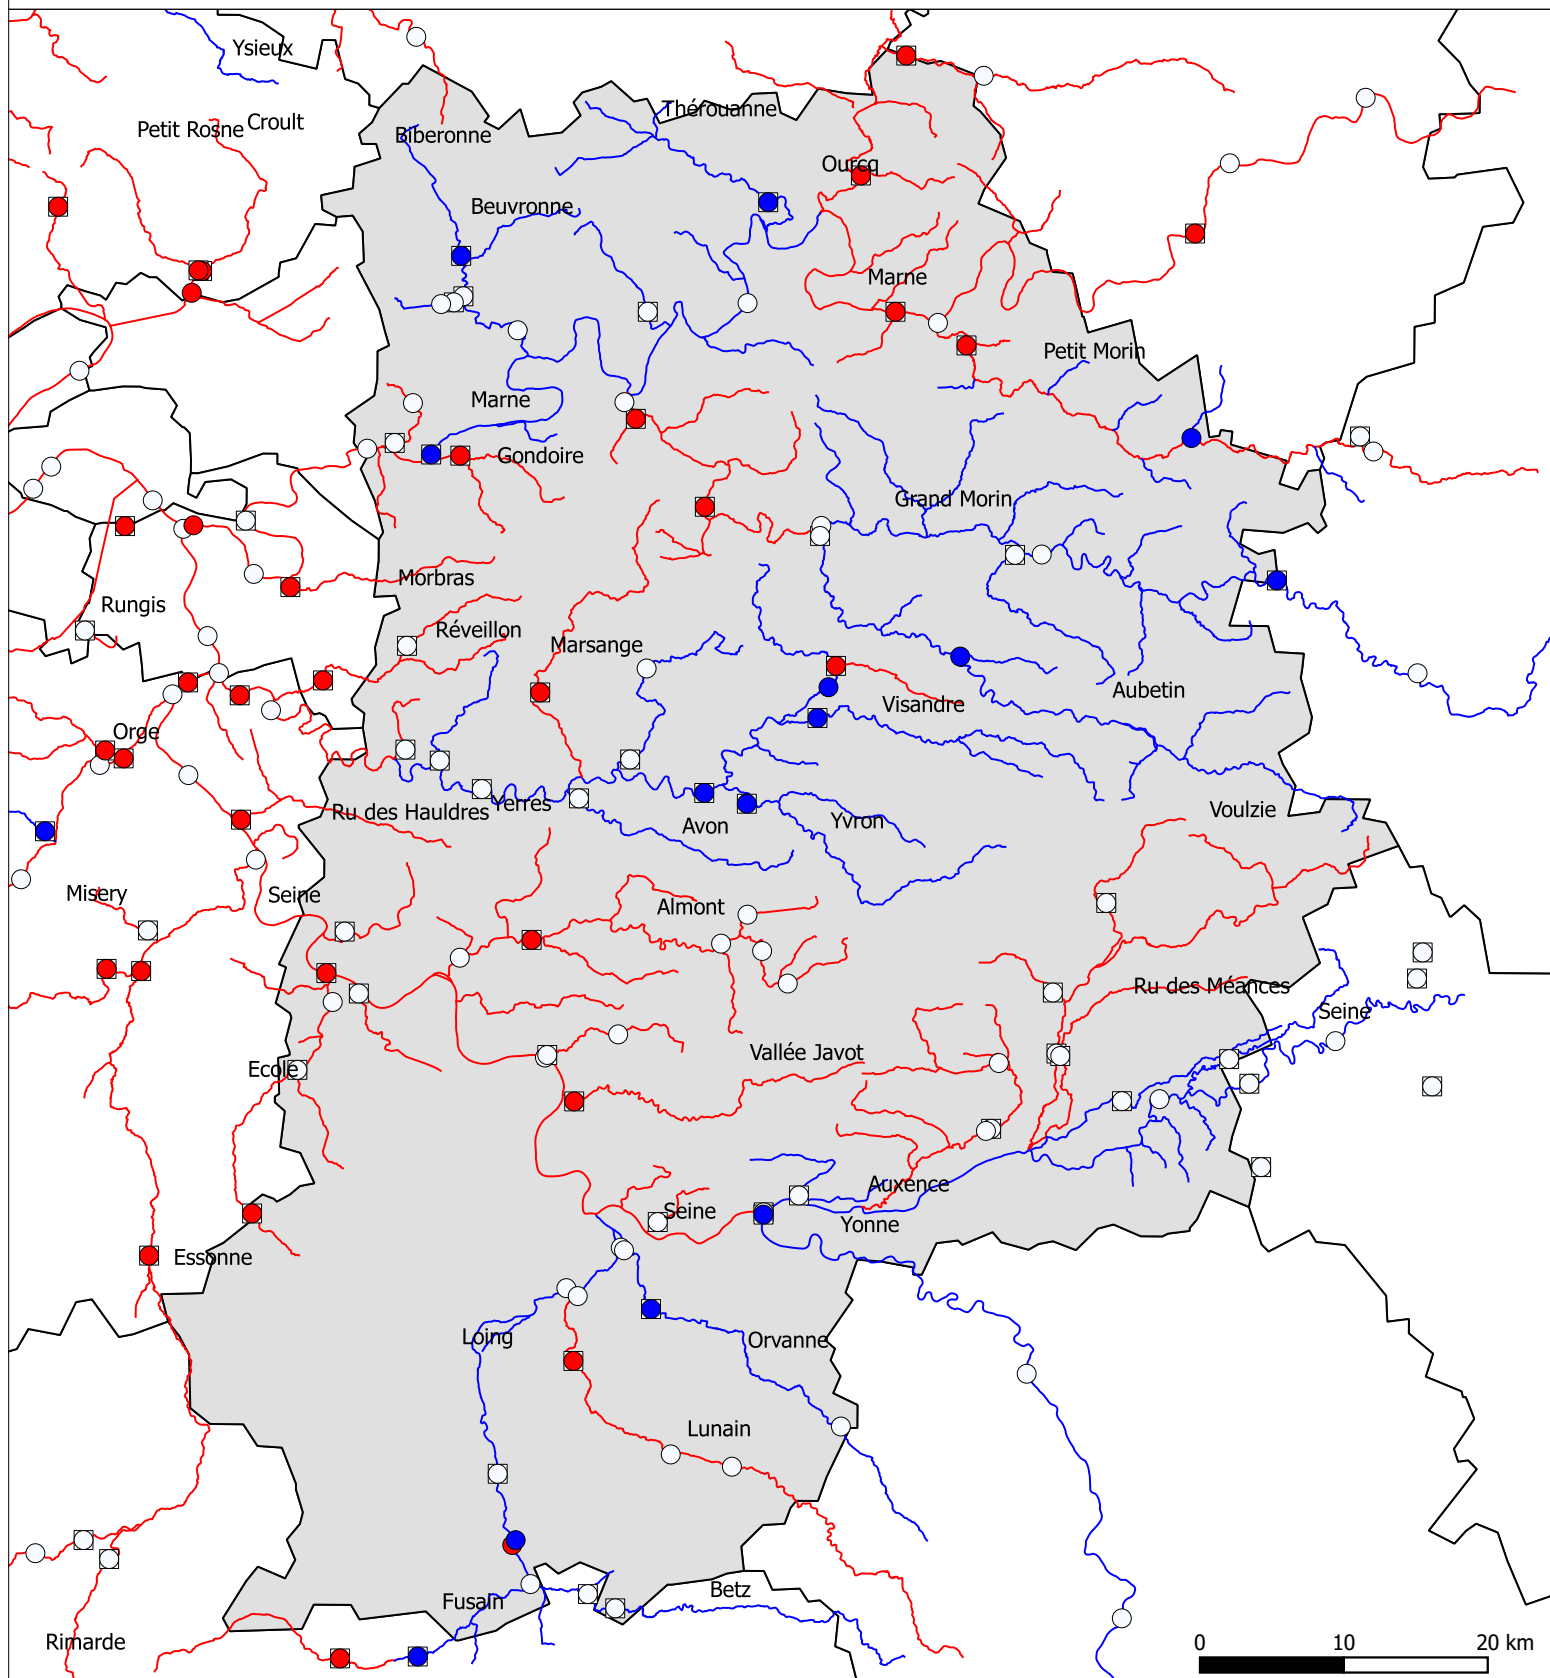 Ysieux
Thérouanne
Petit Rosne
Croult
Biberonne
Ourcq
Beuvronne
Marne
Petit Morin
Marne
Gondoire
Grand Morin
Morbras
Rungis
Réveillon
Marsange
Aubetin
Visandre
Orge
Ru des Hauldres
Yerres
Voulzie
Avon
Yvron
Misery
Seine
Almont
Ru des Méances
Seine
Ecole
Vallée Javot
Auxence
Seine
Yonne
Essonne
Loing
Orvanne
Lunain
Betz
Fusain
Rimarde
0 10 20 km